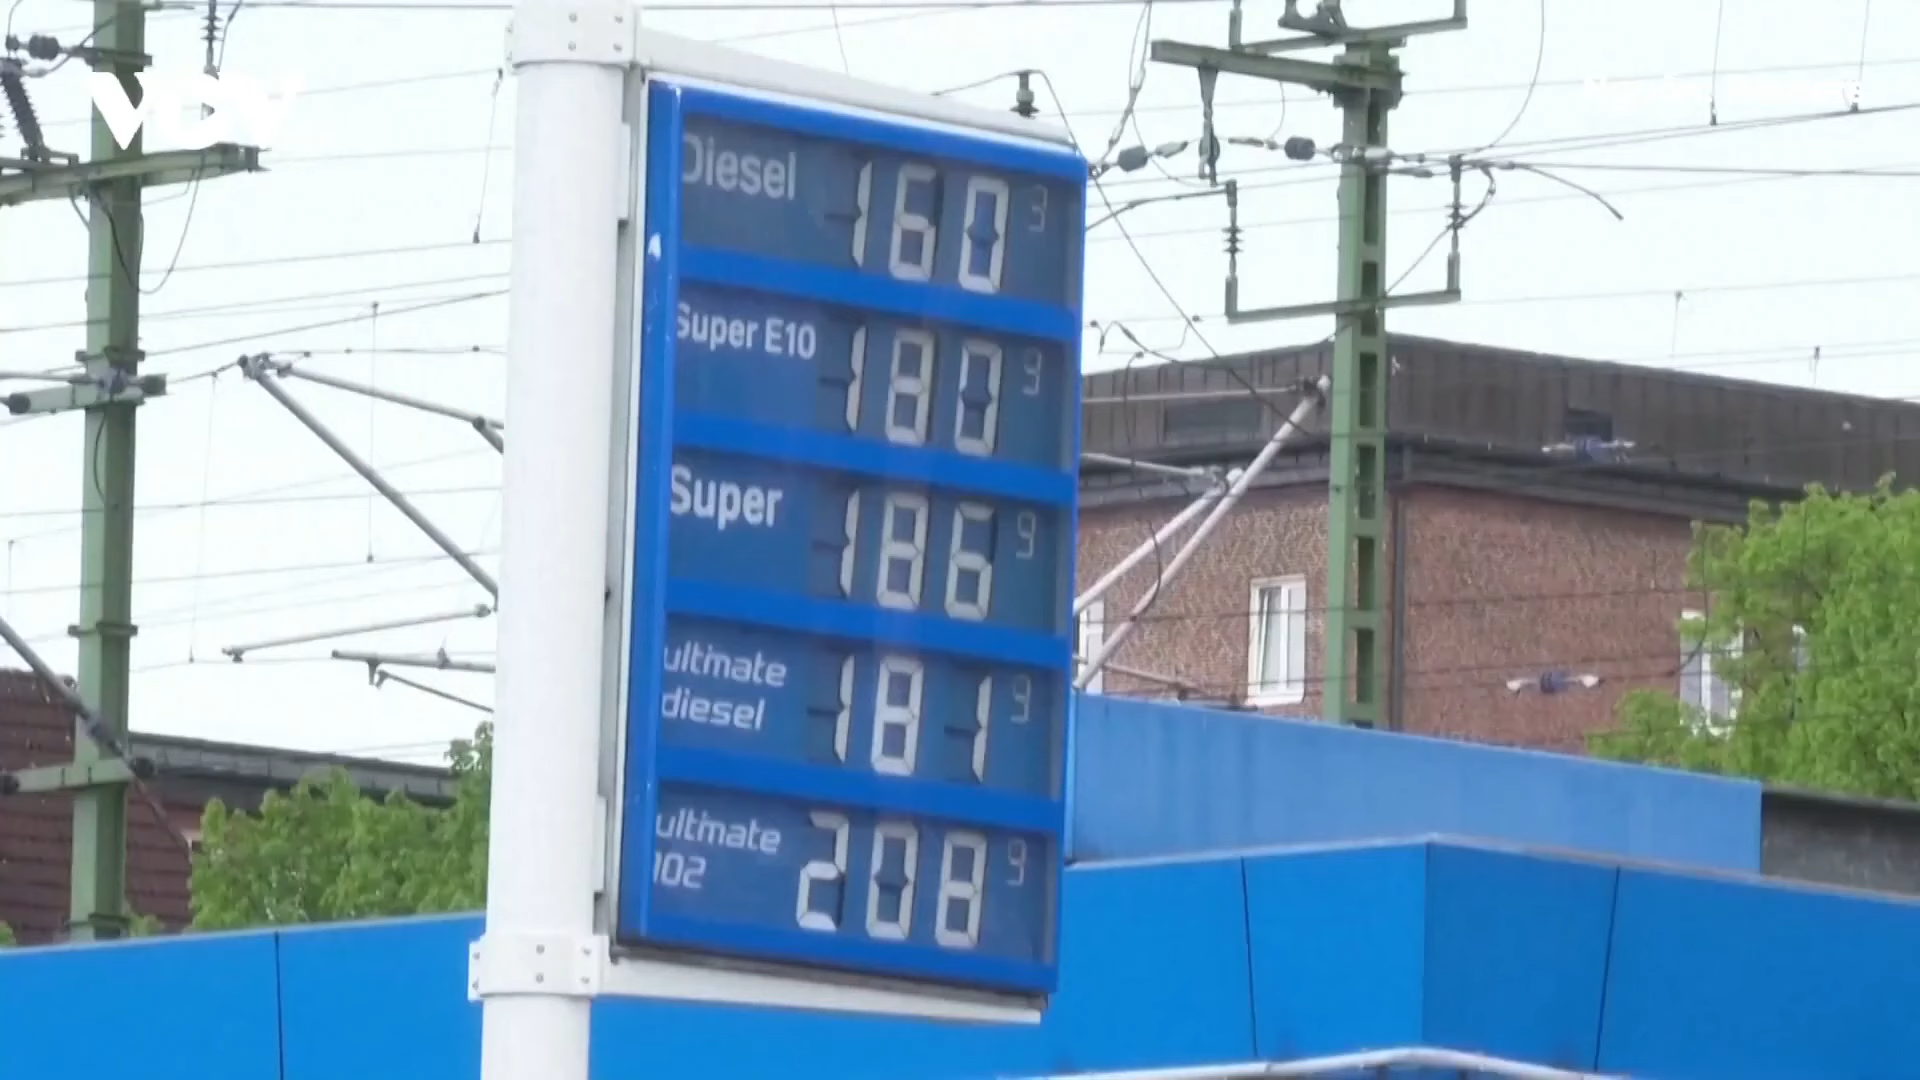 VOV
Diesel 160 3
Super E10 180 9
Super 186 9
ultimate
diesel 181 9
ultimate
102 208 9